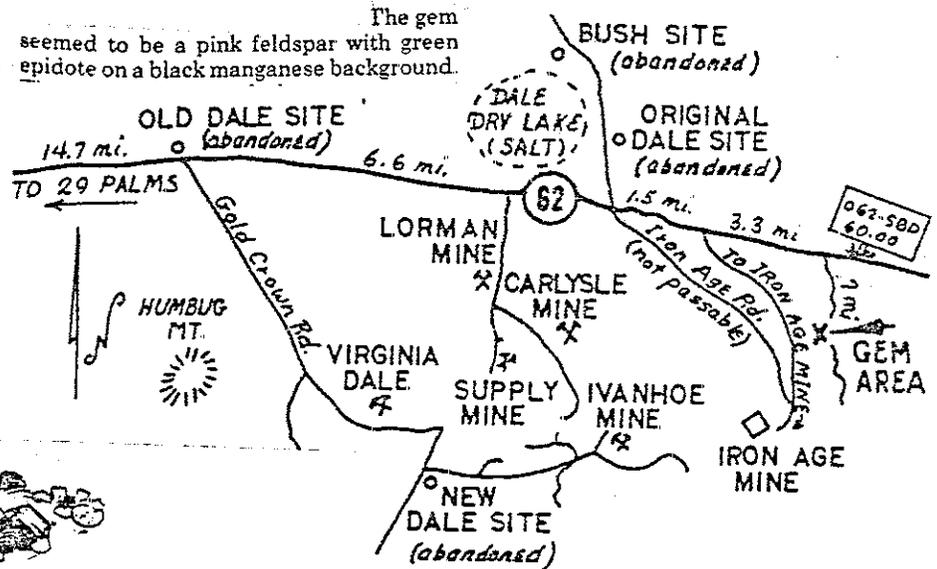 The gem
seemed to be a pink feldspar with green
epidote on a black manganese background.
BUSH SITE
(abandoned)
DALE
DRY LAKE
(SALT)
ORIGINAL
DALE SITE
(abandoned)
OLD DALE SITE
(abandoned)
14.7 mi.
6.6 mi.
TO 29 PALMS
62
1.5 mi.
3.3 mi
062-SBD
60.00
LORMAN
MINE
Gold Crown Rd.
Iron Age Rd.
(not passable)
TO IRON AGE MINE
CARLYSLE
MINE
HUMBUG
MT.
N
GEM
AREA
VIRGINIA
DALE
SUPPLY
MINE
IVANHOE
MINE
IRON AGE
MINE
NEW
DALE SITE
(abandoned)